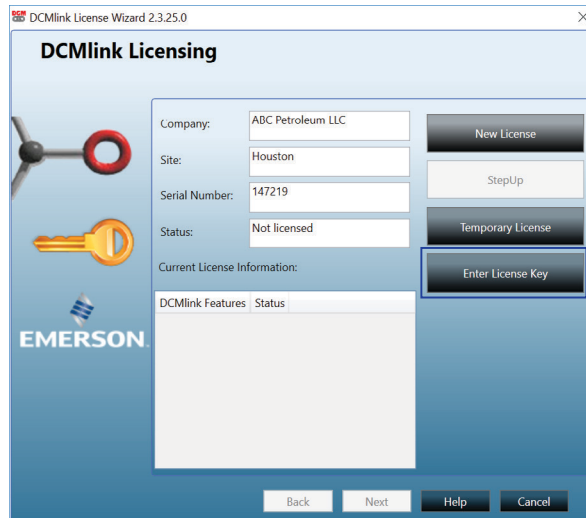 DCM DCMlink License Wizard 2.3.25.0
DCMlink Licensing
Company: ABC Petroleum LLC
New License
Site: Houston
StepUp
Serial Number: 147219
Status: Not licensed
Temporary License
Current License Information:
Enter License Key
DCMlink Features Status
EMERSON.
Back Next Help Cancel